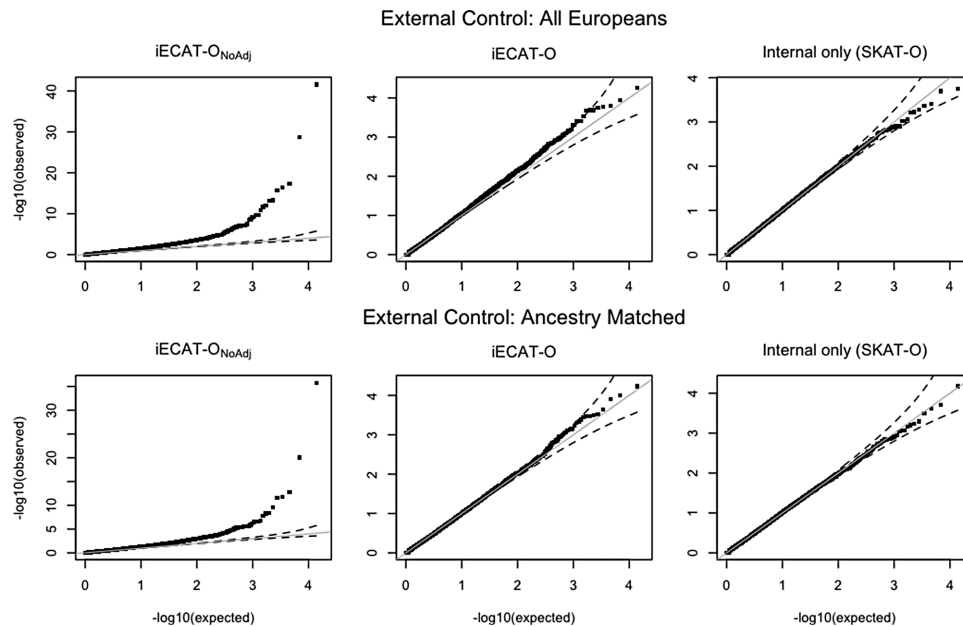 External Control: All Europeans
iECAT-O_NoAdj
iECAT-O
Internal only (SKAT-O)
-log10(observed)
0 10 20 30 40
0 1 2 3 4
0 1 2 3 4
0 1 2 3 4
0 1 2 3 4
0 1 2 3 4
External Control: Ancestry Matched
iECAT-O_NoAdj
iECAT-O
Internal only (SKAT-O)
-log10(observed)
0 5 10 20 30
0 1 2 3 4
0 1 2 3 4
0 1 2 3 4
0 1 2 3 4
0 1 2 3 4
-log10(expected)
-log10(expected)
-log10(expected)